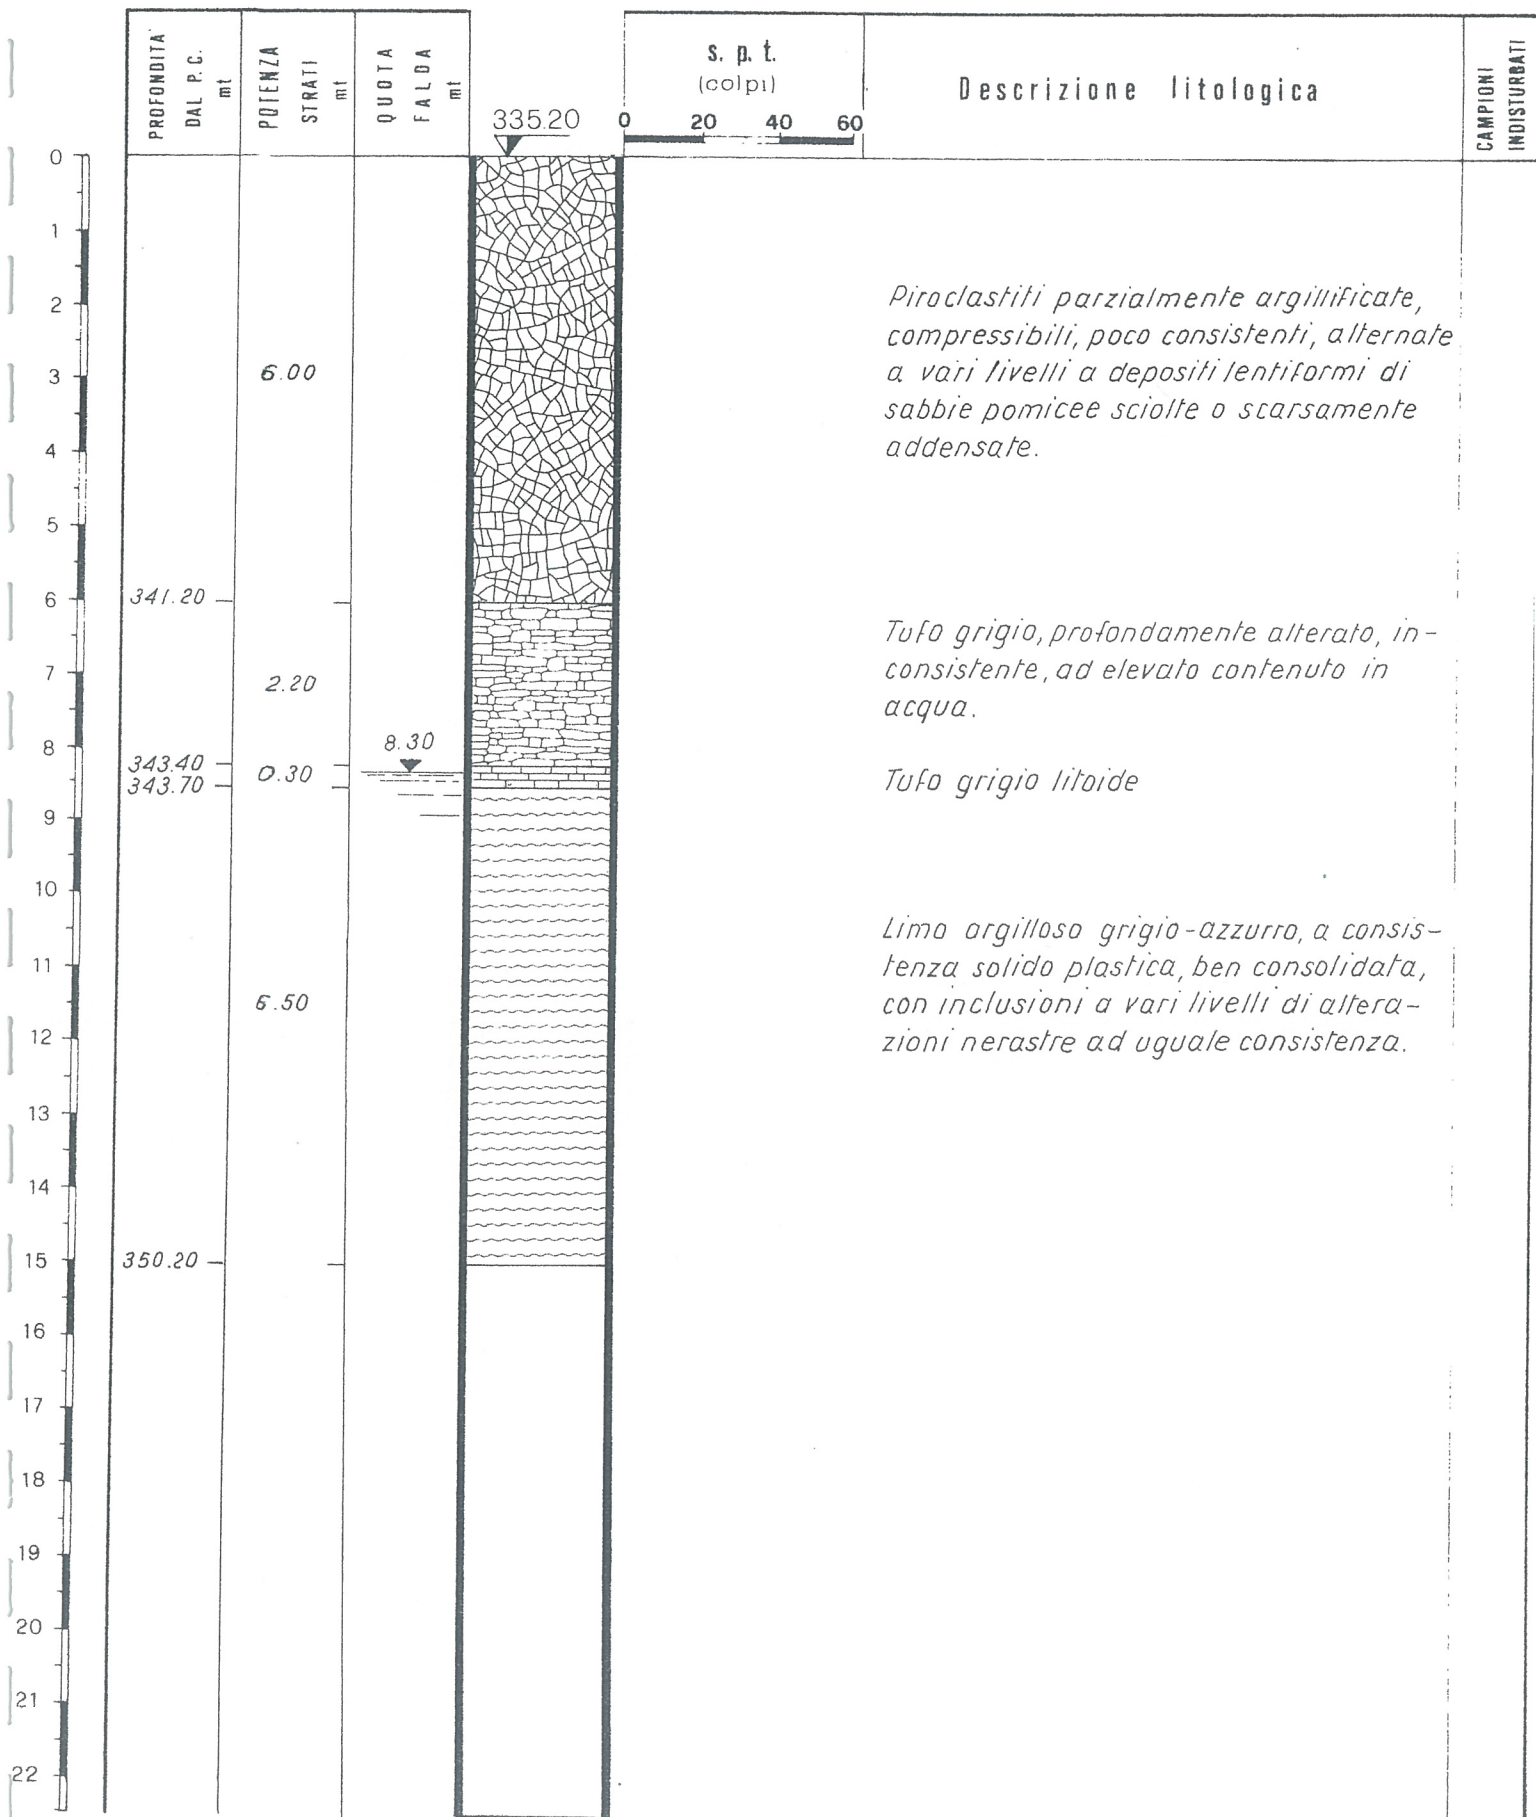 PROFONDITA'
DAL P.C.
mt
POTENZA
STRATI
mt
QUOTA
FALDA
mt
335.20
s. p. t.
(colpi)
0 20 40 60
Descrizione litologica
CAMPIONI
INDISTURBATI
0
1
2
3
4
5
6
7
8
9
10
11
12
13
14
15
16
17
18
19
20
21
22
341.20
343.40
343.70
350.20
6.00
2.20
0.30
6.50
8.30
Piroclastiti parzialmente argillificate,
compressibili, poco consistenti, alternate
a vari livelli a depositi lentiformi di
sabbie pomicee sciolte o scarsamente
addensate.
Tufo grigio, profondamente alterato, in-
consistente, ad elevato contenuto in
acqua.
Tufo grigio litoide
Limo argilloso grigio-azzurro, a consis-
tenza solido plastica, ben consolidata,
con inclusioni a vari livelli di altera-
zioni nerastre ad uguale consistenza.